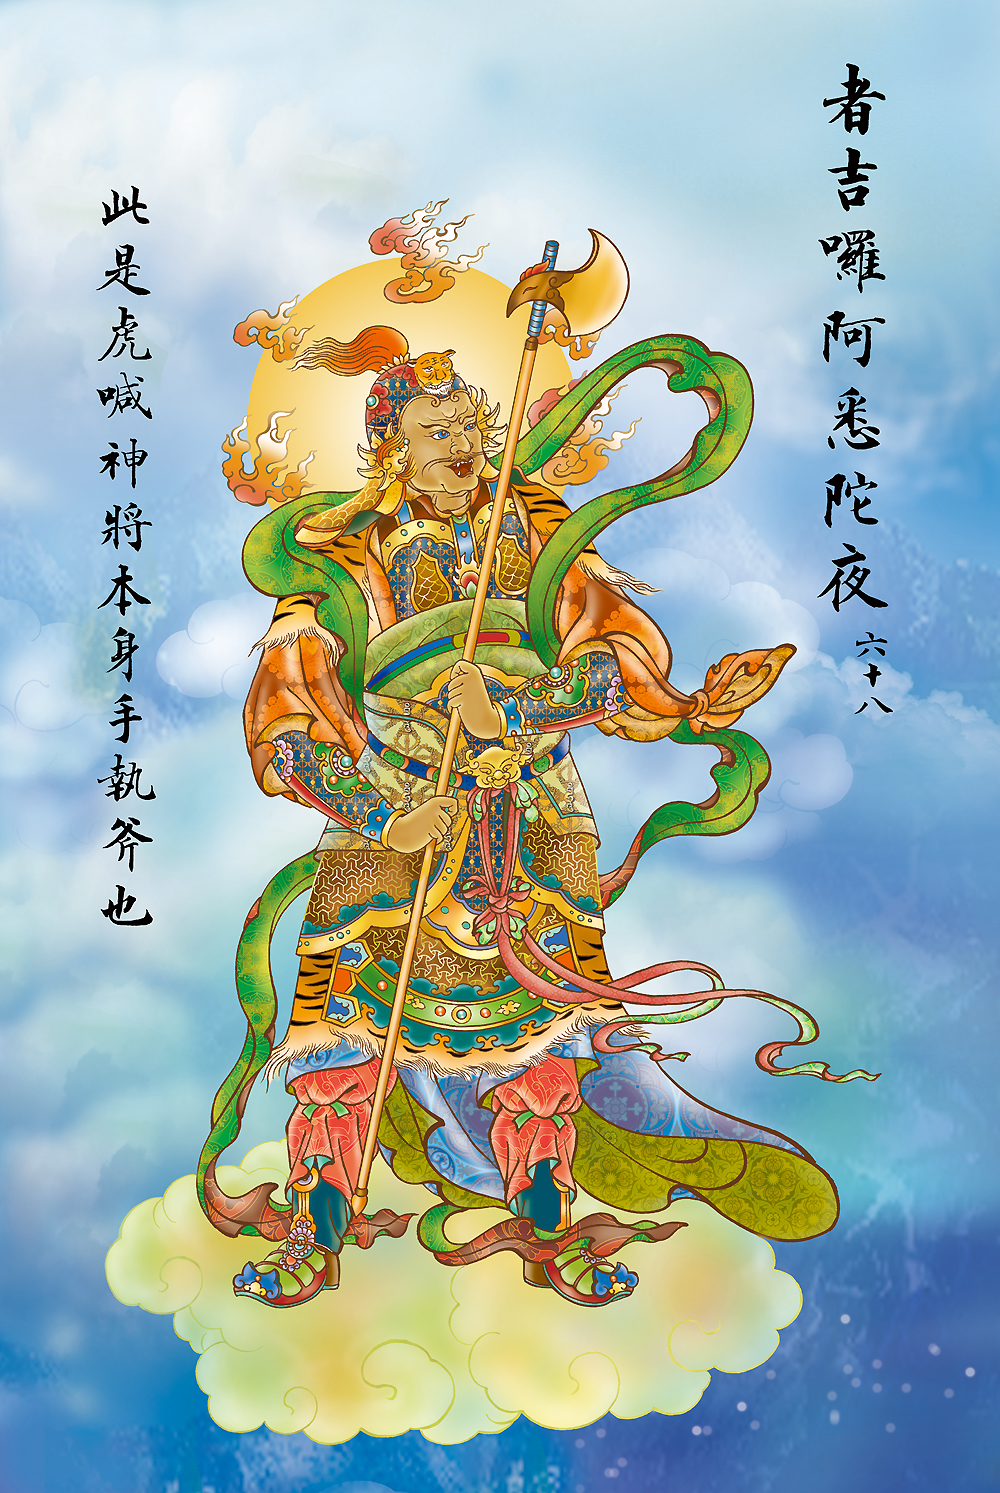 者吉囉阿悉陀夜 六十八
此是虎喊神將本身手執斧也